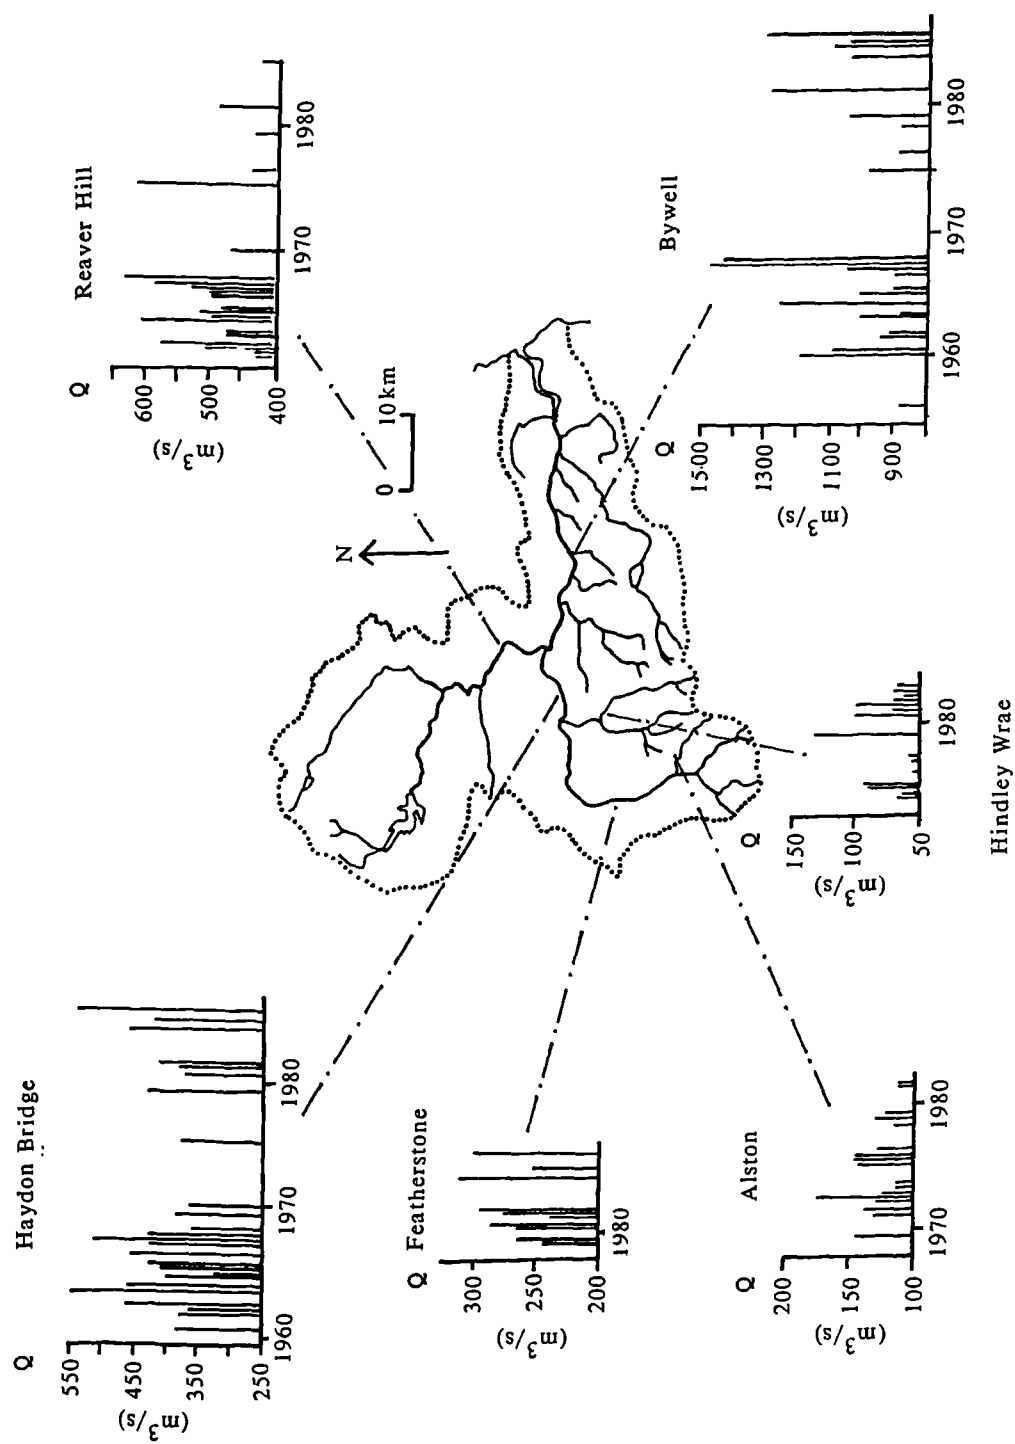 Haydon Bridge
Q
550
450
350
250
(m³/s)
1960
1970
1980
Reaver Hill
Q
600
500
400
(m³/s)
1970
1980
0 10 km
N
Featherstone
Q
300
250
200
(m³/s)
1980
Bywell
Q
1500
1300
1100
900
(m³/s)
1960
1970
1980
Alston
Q
200
150
100
(m³/s)
1970
1980
Q
150
100
50
(m³/s)
1980
Hindley Wrae